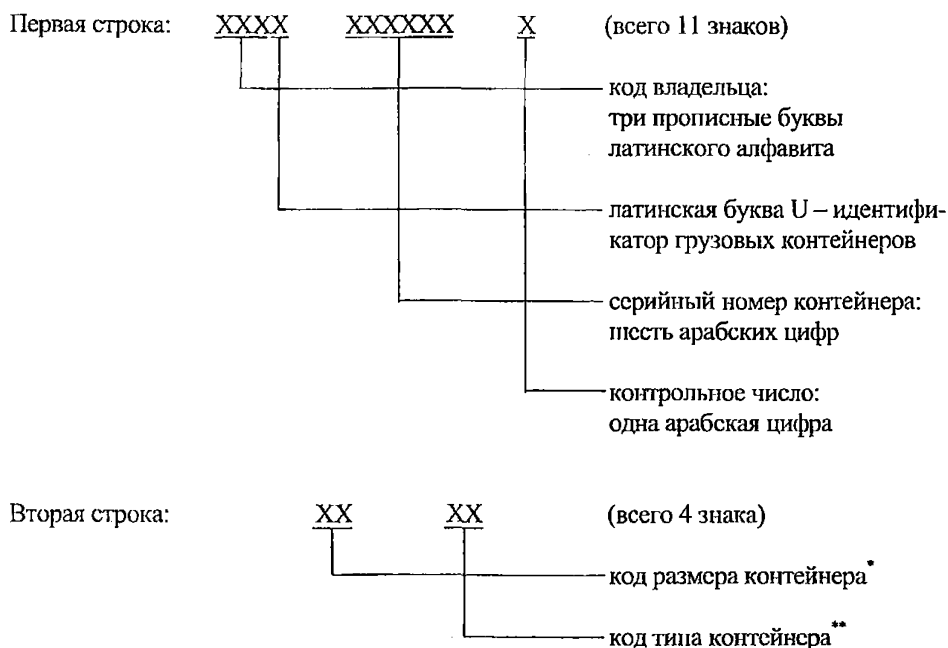 Первая строка: XXXX XXXXXX X (всего 11 знаков)
код владельца:
три прописные буквы
латинского алфавита
латинская буква U – идентифи-
катор грузовых контейнеров
серийный номер контейнера:
шесть арабских цифр
контрольное число:
одна арабская цифра
Вторая строка: XX XX (всего 4 знака)
код размера контейнера*
код типа контейнера**